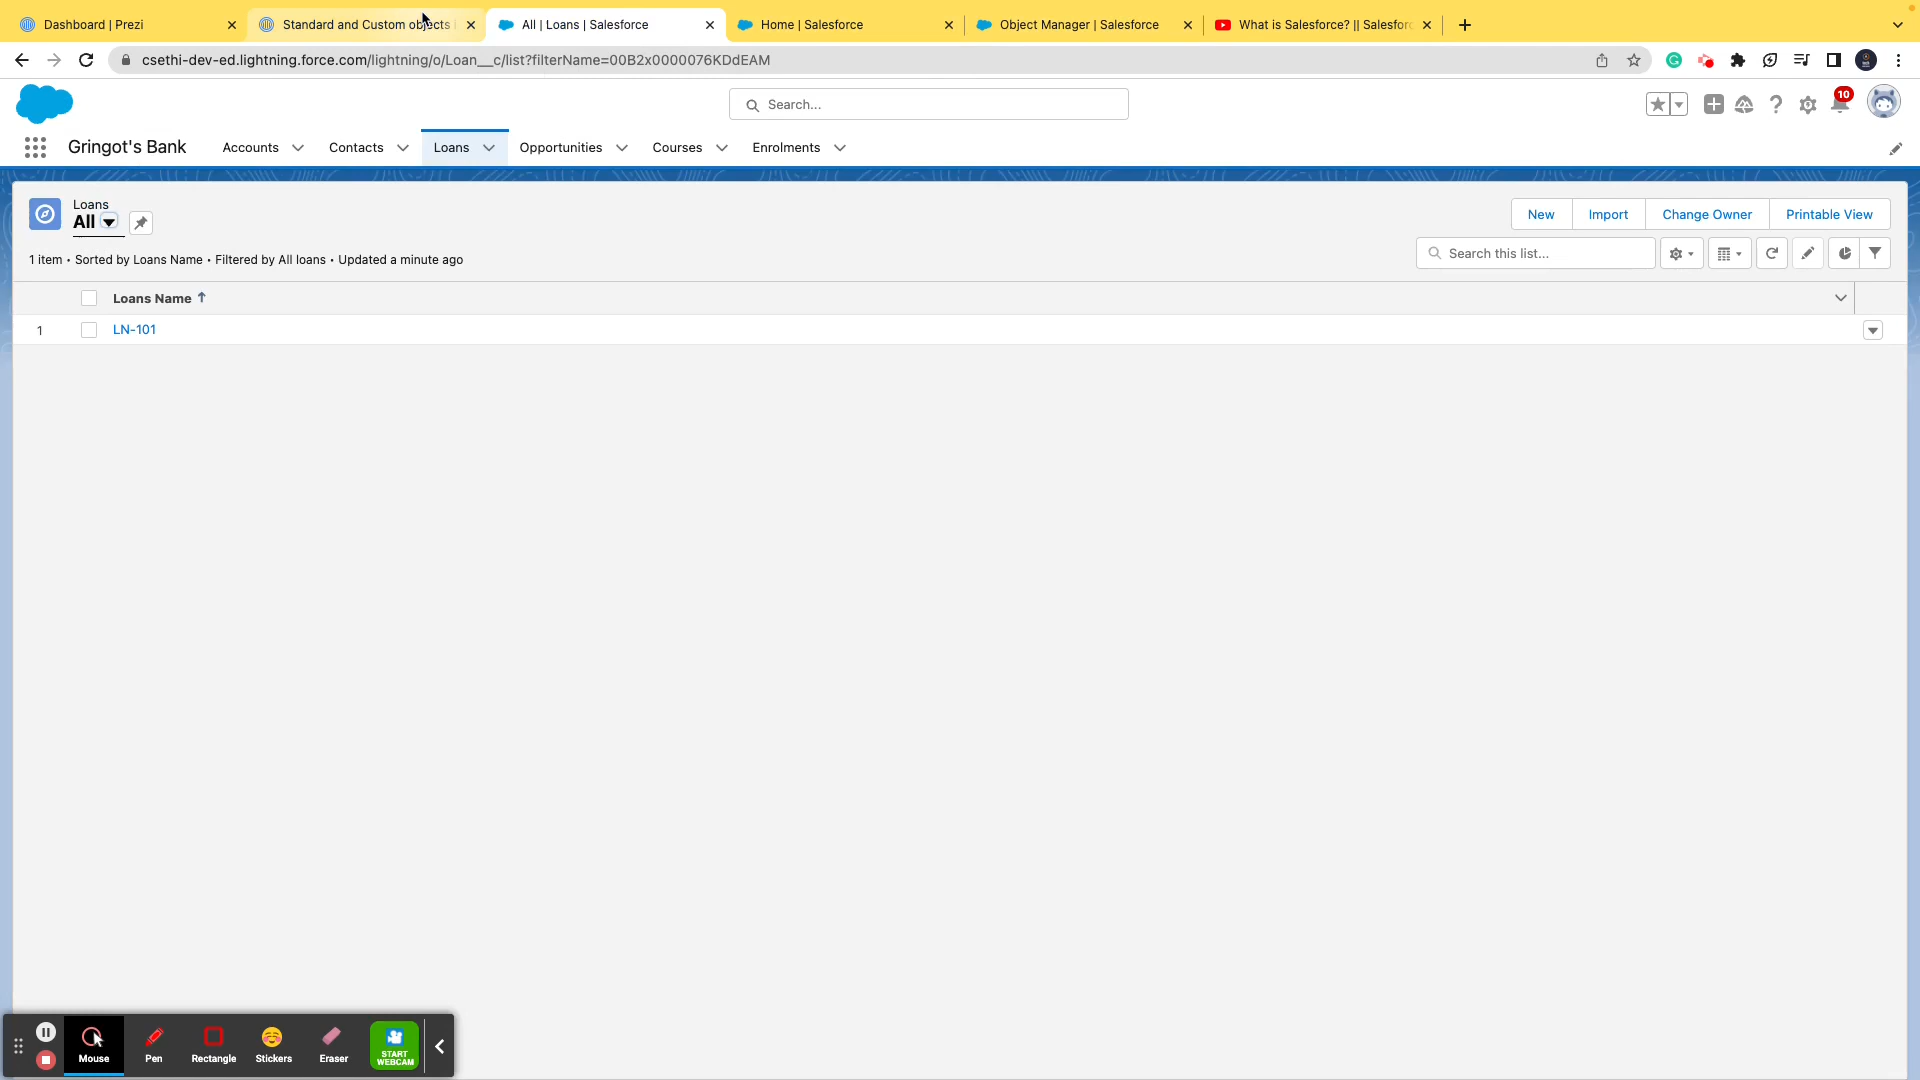 Dashboard | Prezi
Standard and Custom objects
All | Loans | Salesforce
Home | Salesforce
Object Manager | Salesforce
What is Salesforce? || Salesforc
csethi-dev-ed.lightning.force.com/lightning/o/Loan__c/list?filterName=00B2x0000076KDdEAM
Search...
10
Gringot's Bank
Accounts
Contacts
Loans
Opportunities
Courses
Enrolments
Loans
All
New
Import
Change Owner
Printable View
1 item • Sorted by Loans Name • Filtered by All loans • Updated a minute ago
Search this list...
Loans Name
1
LN-101
Mouse
Pen
Rectangle
Stickers
Eraser
START
WEBCAM